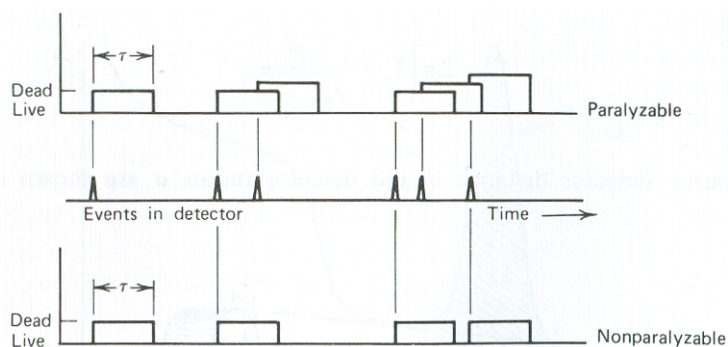 τ
Dead
Live
Paralyzable
Events in detector
Time
τ
Dead
Live
Nonparalyzable